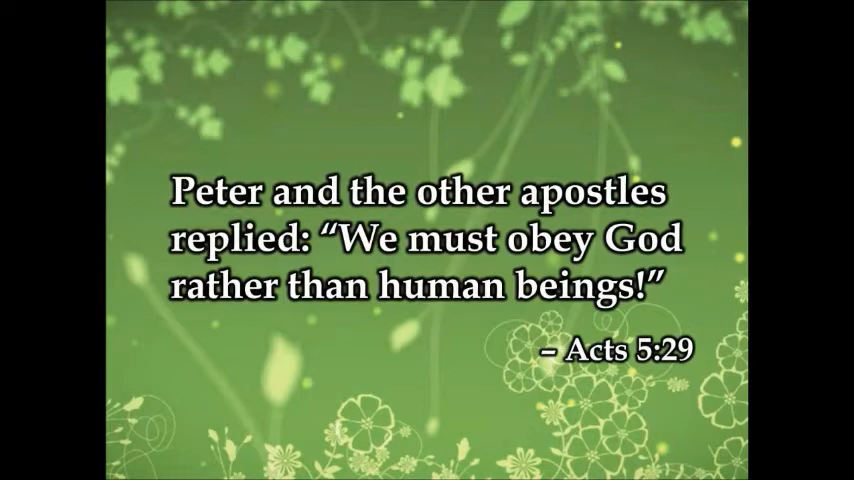 Peter and the other apostles
replied: “We must obey God
rather than human beings!”
– Acts 5:29